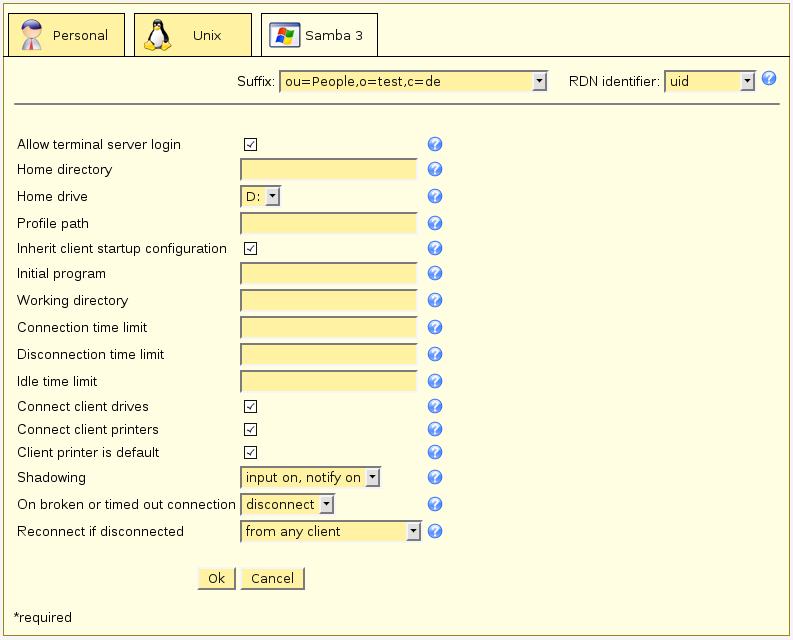 Personal Unix Samba 3
Suffix: ou=People,o=test,c=de RDN identifier: uid
Allow terminal server login
Home directory
Home drive D:
Profile path
Inherit client startup configuration
Initial program
Working directory
Connection time limit
Disconnection time limit
Idle time limit
Connect client drives
Connect client printers
Client printer is default
Shadowing input on, notify on
On broken or timed out connection disconnect
Reconnect if disconnected from any client
Ok Cancel
*required